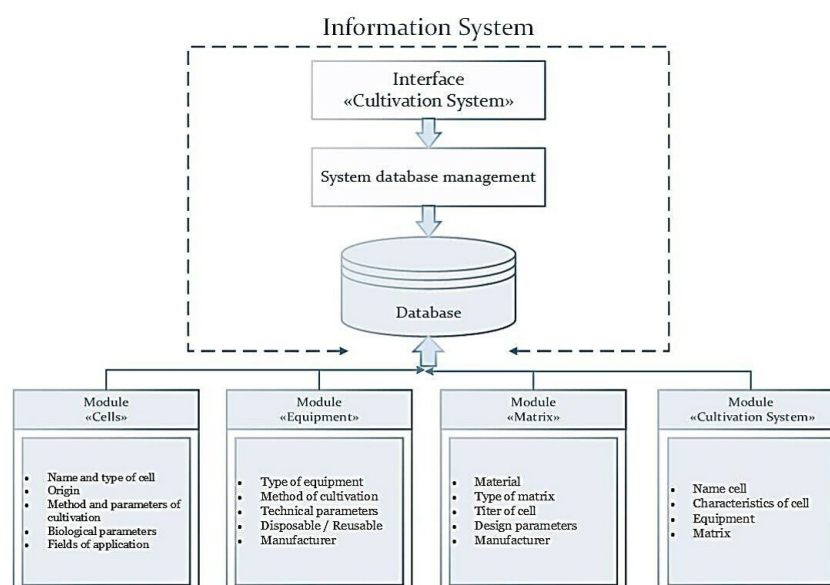 Information System
Interface
«Cultivation System»
System database management
Database
Module
«Cells»
Name and type of cell
Origin
Method and parameters of
cultivation
Biological parameters
Fields of application
Module
«Equipment»
Type of equipment
Method of cultivation
Technical parameters
Disposable / Reusable
Manufacturer
Module
«Matrix»
Material
Type of matrix
Titer of cell
Design parameters
Manufacturer
Module
«Cultivation System»
Name cell
Characteristics of cell
Equipment
Matrix